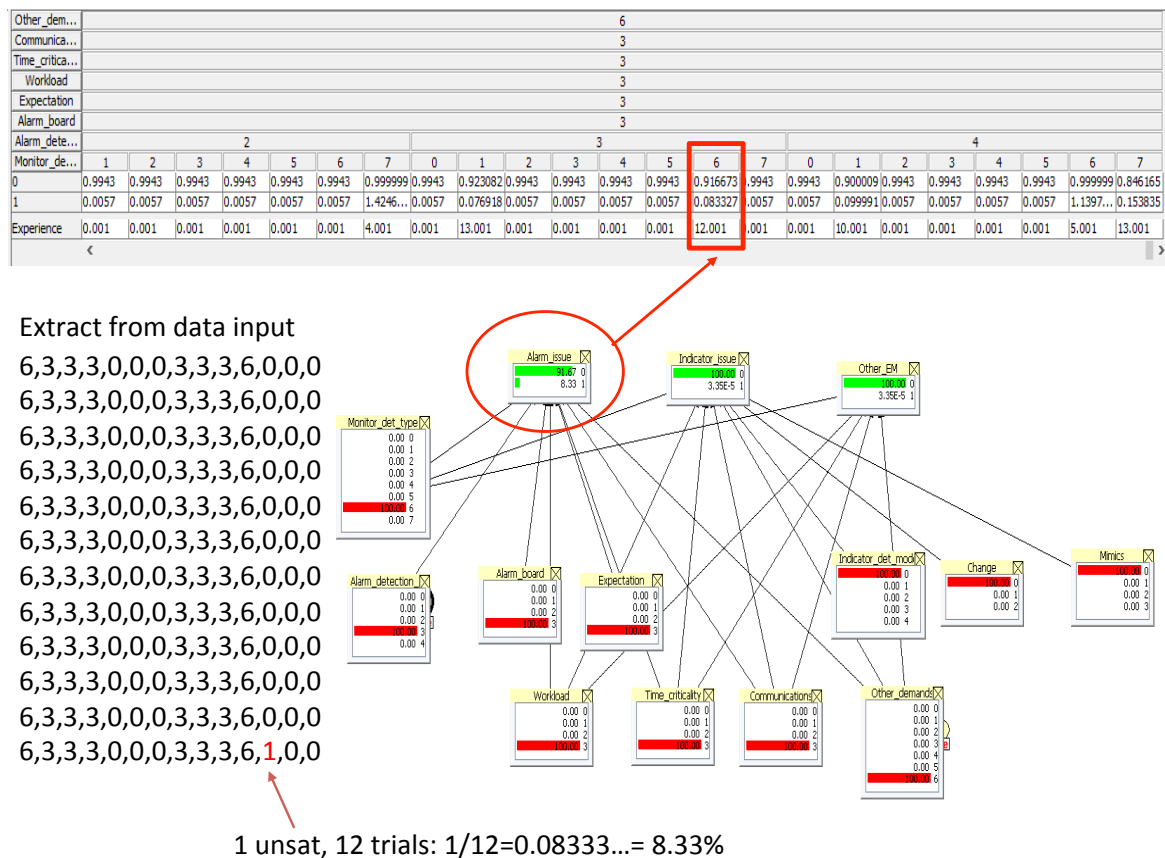 Other_dem... 6
Communica... 3
Time_critica... 3
Workload 3
Expectation 3
Alarm_board 3
Alarm_dete... 2 3 4
Monitor_de... 1 2 3 4 5 6 7 0 1 2 3 4 5 6 7 0 1 2 3 4 5 6 7
0 0.9943 0.9943 0.9943 0.9943 0.9943 0.9943 0.999999 0.9943 0.923082 0.9943 0.9943 0.9943 0.9943 0.916673 0.9943 0.9943 0.900009 0.9943 0.9943 0.9943 0.9943 0.999999 0.846165
1 0.0057 0.0057 0.0057 0.0057 0.0057 0.0057 1.4246... 0.0057 0.076918 0.0057 0.0057 0.0057 0.0057 0.083327 0.0057 0.0057 0.099991 0.0057 0.0057 0.0057 0.0057 1.1397... 0.153835
Experience 0.001 0.001 0.001 0.001 0.001 0.001 4.001 0.001 13.001 0.001 0.001 0.001 0.001 12.001 0.001 0.001 10.001 0.001 0.001 0.001 0.001 5.001 13.001
Extract from data input
6,3,3,3,0,0,0,3,3,3,6,0,0,0
6,3,3,3,0,0,0,3,3,3,6,0,0,0
6,3,3,3,0,0,0,3,3,3,6,0,0,0
6,3,3,3,0,0,0,3,3,3,6,0,0,0
6,3,3,3,0,0,0,3,3,3,6,0,0,0
6,3,3,3,0,0,0,3,3,3,6,0,0,0
6,3,3,3,0,0,0,3,3,3,6,0,0,0
6,3,3,3,0,0,0,3,3,3,6,0,0,0
6,3,3,3,0,0,0,3,3,3,6,0,0,0
6,3,3,3,0,0,0,3,3,3,6,0,0,0
6,3,3,3,0,0,0,3,3,3,6,0,0,0
6,3,3,3,0,0,0,3,3,3,6,1,0,0
1 unsat, 12 trials: 1/12=0.08333...= 8.33%
Alarm_issue
91.67 0
8.33 1
Indicator_issue
100.00 0
3.35E-5 1
Other_EM
100.00 0
3.35E-5 1
Monitor_det_type
0.00 0
0.00 1
0.00 2
0.00 3
0.00 4
0.00 5
100.00 6
0.00 7
Alarm_detection_
0.00 0
0.00 1
0.00 2
100.00 3
0.00 4
Alarm_board
0.00 0
0.00 1
0.00 2
100.00 3
Expectation
0.00 0
0.00 1
0.00 2
100.00 3
Indicator_det_mod
100.00 0
0.00 1
0.00 2
0.00 3
0.00 4
Change
100.00 0
0.00 1
0.00 2
Mimics
100.00 0
0.00 1
0.00 2
0.00 3
Workload
0.00 0
0.00 1
0.00 2
100.00 3
Time_criticality
0.00 0
0.00 1
0.00 2
100.00 3
Communications
0.00 0
0.00 1
0.00 2
100.00 3
Other_demands
0.00 0
0.00 1
0.00 2
0.00 3
0.00 4
0.00 5
100.00 6